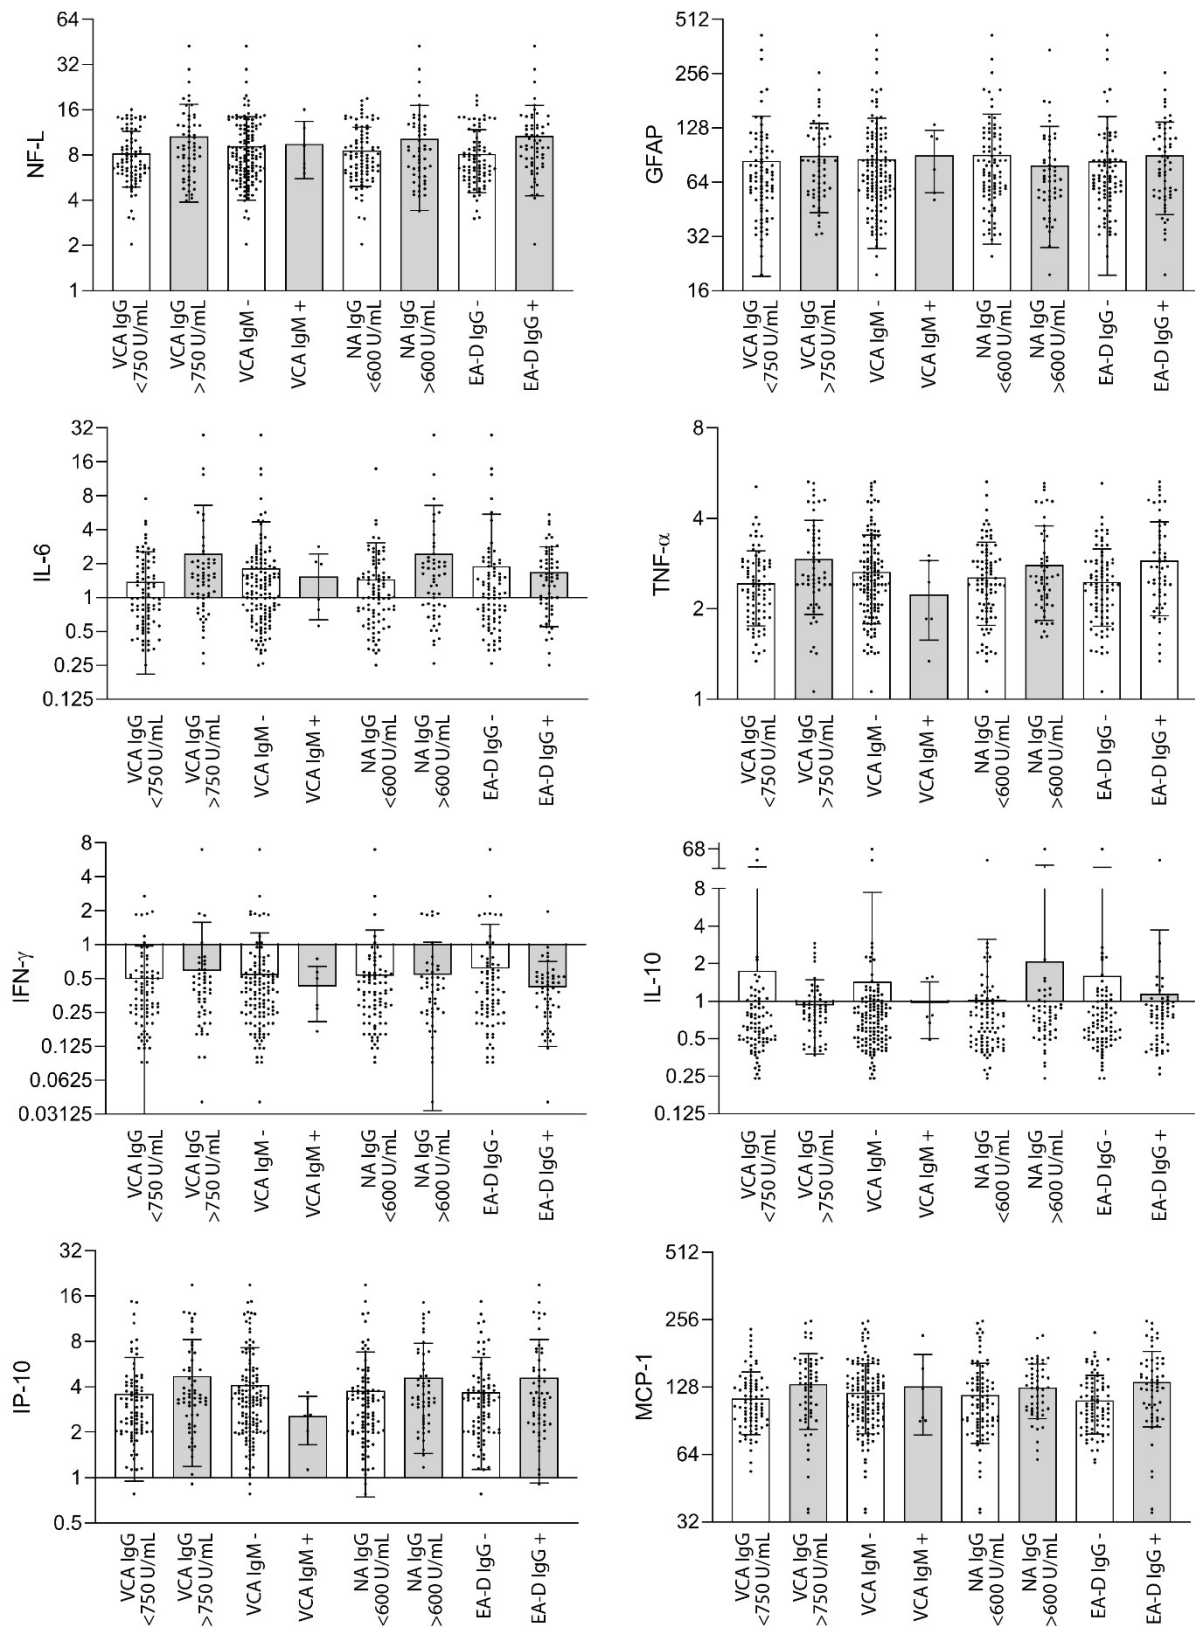 NF-L
64
32
16
8
4
2
1
VCA IgG
<750 U/mL
VCA IgG
>750 U/mL
VCA IgM -
VCA IgM +
NA IgG
<600 U/mL
NA IgG
>600 U/mL
EA-D IgG -
EA-D IgG +
GFAP
512
256
128
64
32
16
VCA IgG
<750 U/mL
VCA IgG
>750 U/mL
VCA IgM -
VCA IgM +
NA IgG
<600 U/mL
NA IgG
>600 U/mL
EA-D IgG -
EA-D IgG +
IL-6
32
16
8
4
2
1
0.5
0.25
0.125
VCA IgG
<750 U/mL
VCA IgG
>750 U/mL
VCA IgM -
VCA IgM +
NA IgG
<600 U/mL
NA IgG
>600 U/mL
EA-D IgG -
EA-D IgG +
TNF-α
8
4
2
1
VCA IgG
<750 U/mL
VCA IgG
>750 U/mL
VCA IgM -
VCA IgM +
NA IgG
<600 U/mL
NA IgG
>600 U/mL
EA-D IgG -
EA-D IgG +
IFN-γ
8
4
2
1
0.5
0.25
0.125
0.0625
0.03125
VCA IgG
<750 U/mL
VCA IgG
>750 U/mL
VCA IgM -
VCA IgM +
NA IgG
<600 U/mL
NA IgG
>600 U/mL
EA-D IgG -
EA-D IgG +
IL-10
68
8
4
2
1
0.5
0.25
0.125
VCA IgG
<750 U/mL
VCA IgG
>750 U/mL
VCA IgM -
VCA IgM +
NA IgG
<600 U/mL
NA IgG
>600 U/mL
EA-D IgG -
EA-D IgG +
IP-10
32
16
8
4
2
1
0.5
VCA IgG
<750 U/mL
VCA IgG
>750 U/mL
VCA IgM -
VCA IgM +
NA IgG
<600 U/mL
NA IgG
>600 U/mL
EA-D IgG -
EA-D IgG +
MCP-1
512
256
128
64
32
VCA IgG
<750 U/mL
VCA IgG
>750 U/mL
VCA IgM -
VCA IgM +
NA IgG
<600 U/mL
NA IgG
>600 U/mL
EA-D IgG -
EA-D IgG +